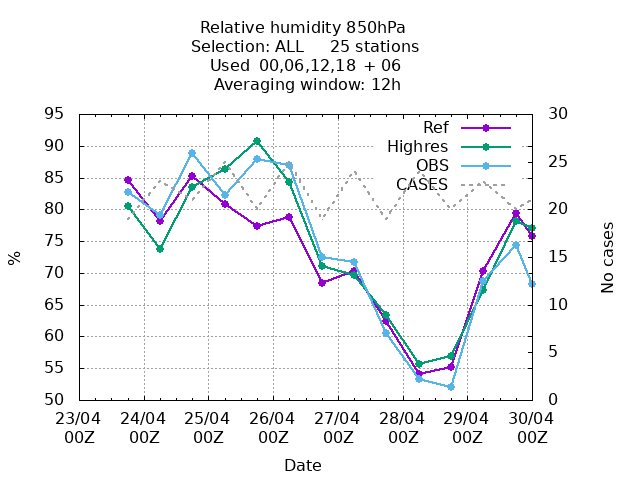 Relative humidity 850hPa
Selection: ALL 25 stations
Used 00,06,12,18 + 06
Averaging window: 12h
95 30
90 25
85 20
80 15
75 10
70 5
65 0
60
55
50
Ref
Highres
OBS
CASES
%
No cases
23/04 24/04 25/04 26/04 27/04 28/04 29/04 30/04
00Z 00Z 00Z 00Z 00Z 00Z 00Z 00Z
Date